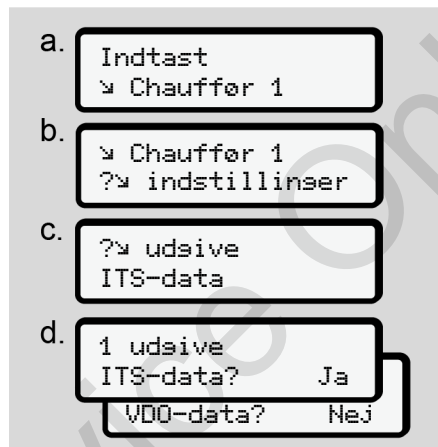 a.
Indtast
↘ Chauffør 1
b.
↘ Chauffør 1
?↘ indstillinger
c.
?↘ udgive
ITS-data
d.
1 udgive
ITS-data? Ja
VDO-data? Nej